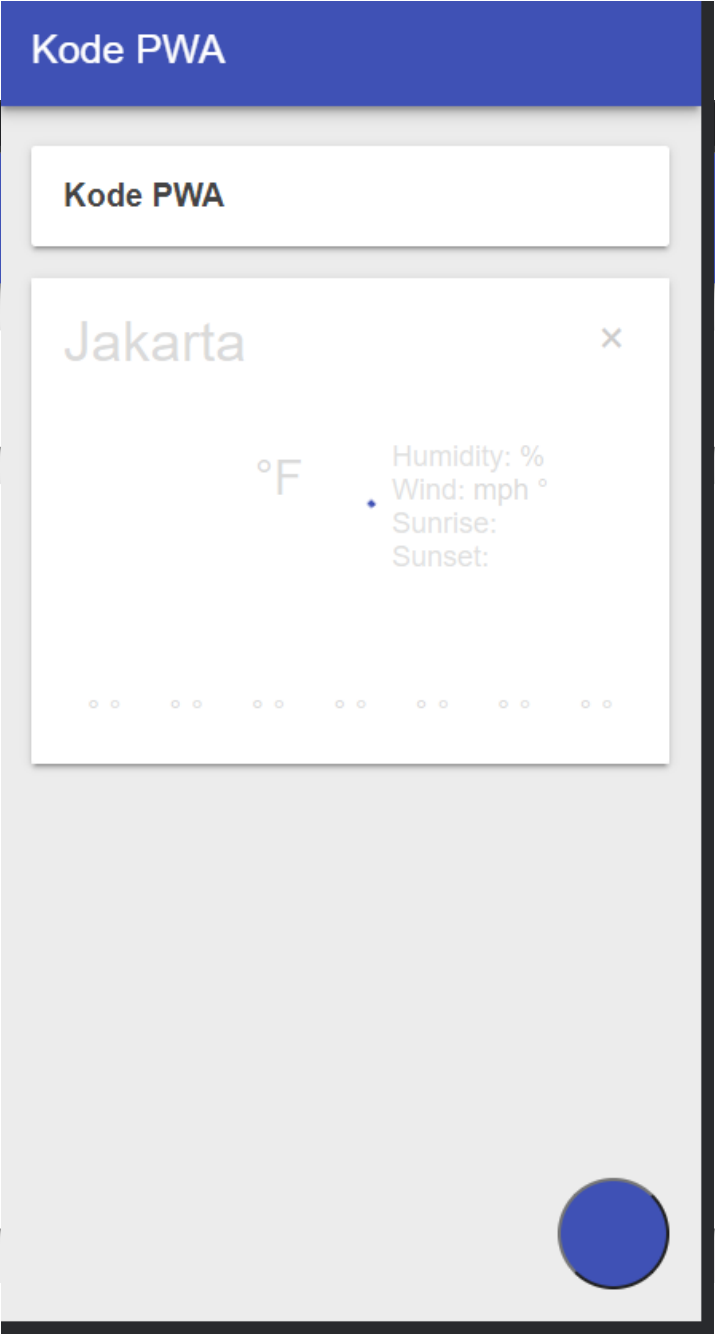 Kode PWA
Kode PWA
Jakarta ×
°F
Humidity: %
Wind: mph °
Sunrise:
Sunset:
° ° ° ° ° ° ° ° ° ° ° ° ° °